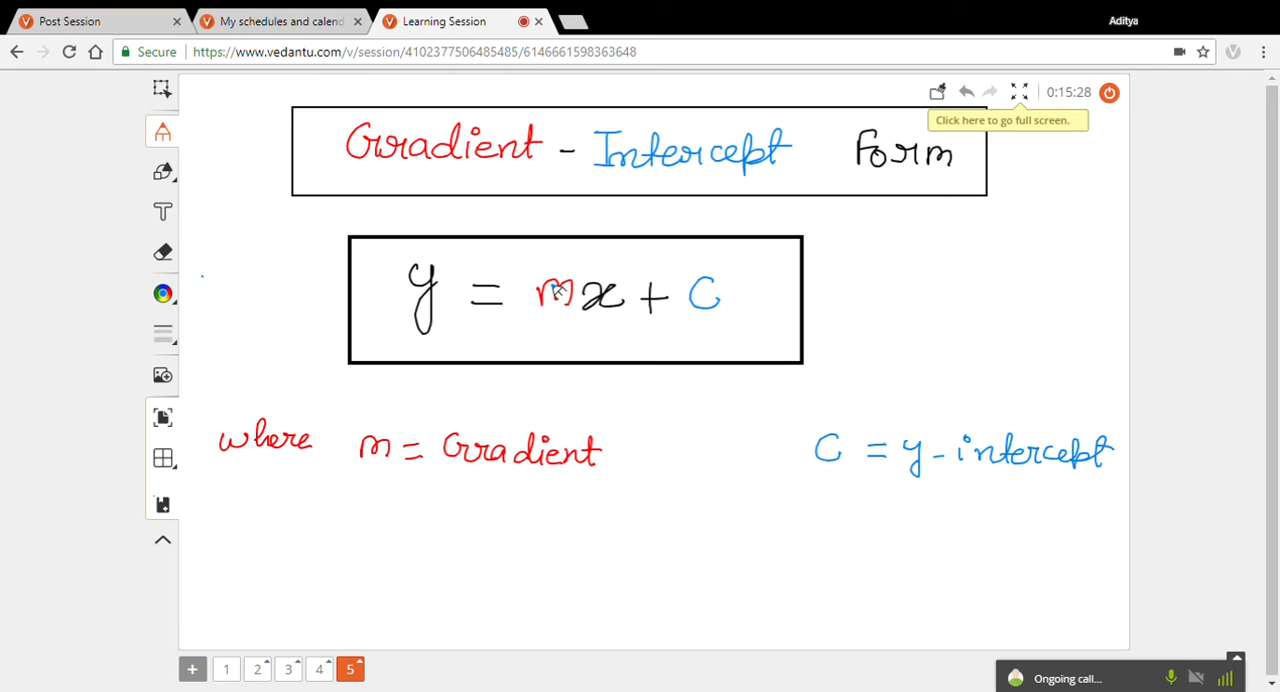 Post Session
My schedules and calend
Learning Session
Aditya
Secure
https://www.vedantu.com/v/session/4102377506485485/6146661598363648
0:15:28
Click here to go full screen.
Gradient - Intercept Form
y = mx + c
where m = Gradient
C = y - intercept
1 2 3 4 5
Ongoing call...